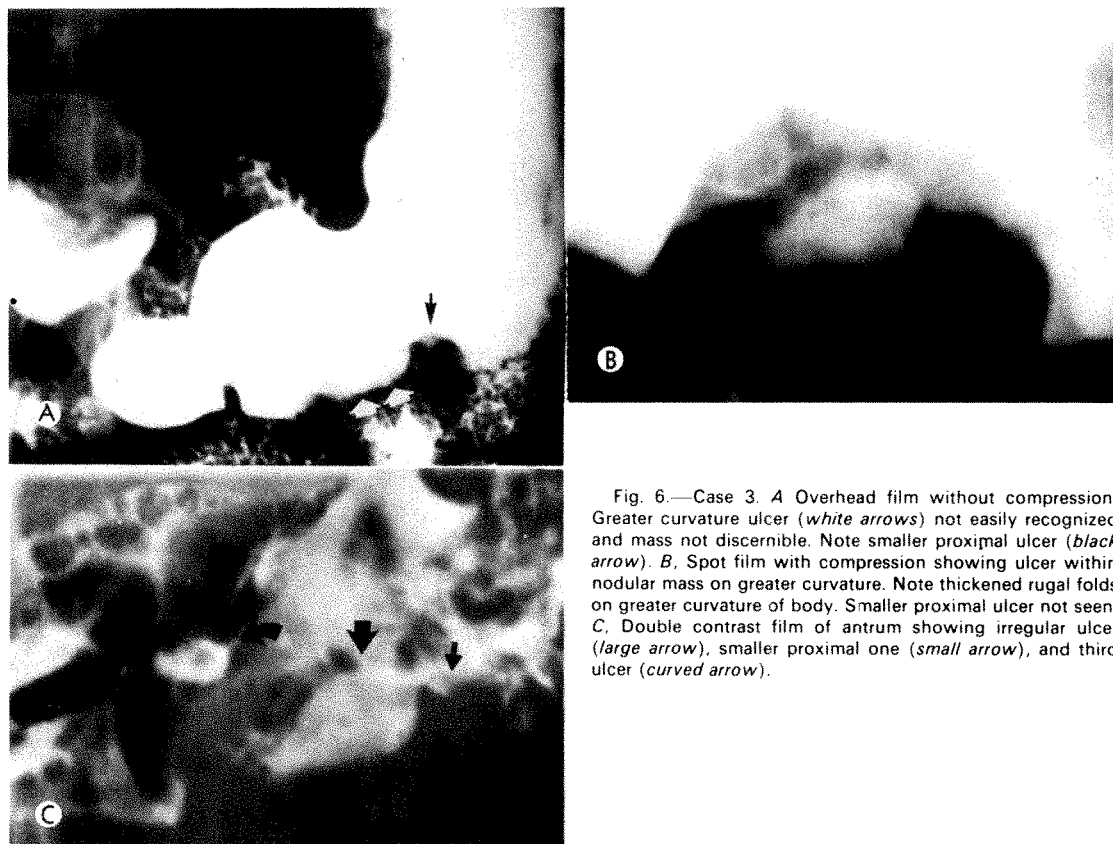 A
B
C
Fig. 6.—Case 3. A Overhead film without compression
Greater curvature ulcer (white arrows) not easily recognized
and mass not discernible. Note smaller proximal ulcer (black
arrow). B, Spot film with compression showing ulcer within
nodular mass on greater curvature. Note thickened rugal folds
on greater curvature of body. Smaller proximal ulcer not seen
C, Double contrast film of antrum showing irregular ulce
(large arrow), smaller proximal one (small arrow), and third
ulcer (curved arrow).